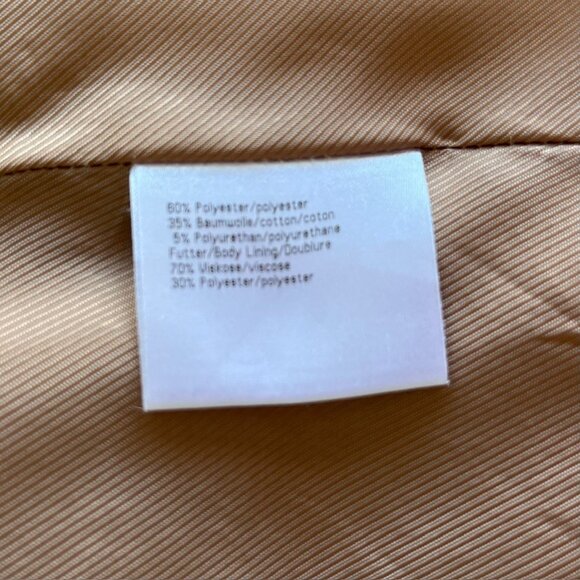 60% Polyester/polyester
35% Baumwolle/cotton/coton
5% Polyurethan/polyurethane
Futter/Body Lining/Doublure
70% Viskose/viscose
30% Polyester/polyester